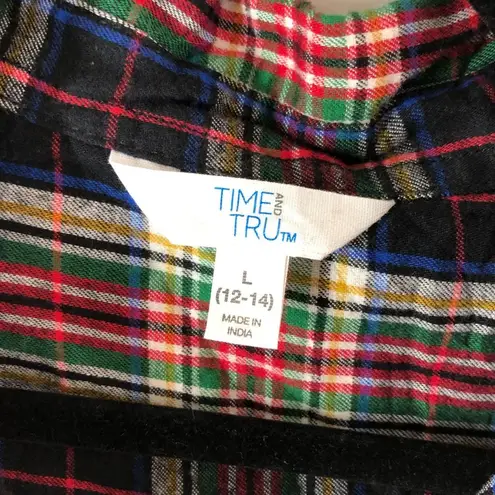 TIME AND
TRU™
L
(12-14)
MADE IN
INDIA